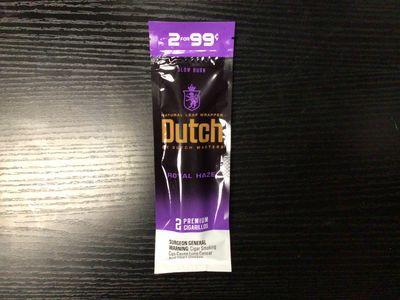 2 FOR 99¢
SLOW BURN
NATURAL LEAF WRAPPER
Dutch
BY DUTCH MASTERS
ROYAL HAZE
2 PREMIUM
CIGARILLOS
SURGEON GENERAL
WARNING: Cigar Smoking
Can Cause Lung Cancer